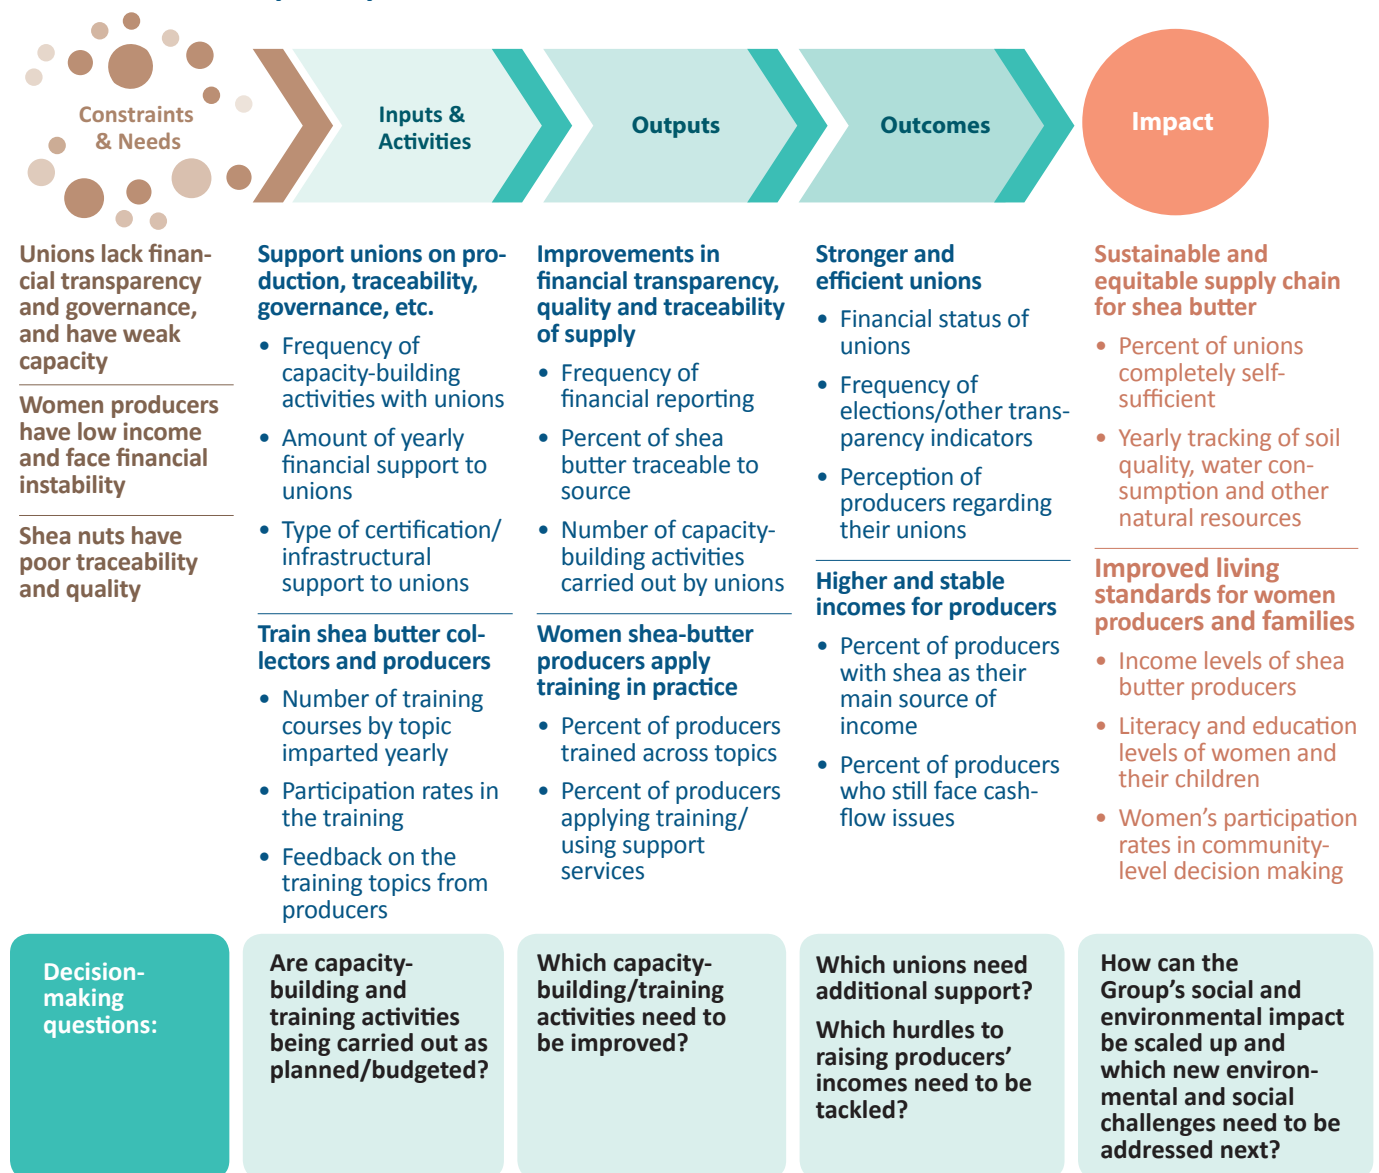 Constraints
& Needs
Inputs &
Activities
Outputs
Outcomes
Impact
Unions lack finan-
cial transparency
and governance,
and have weak
capacity
Women producers
have low income
and face financial
instability
Shea nuts have
poor traceability
and quality
Support unions on pro-
duction, traceability,
governance, etc.
• Frequency of
capacity-building
activities with unions
• Amount of yearly
financial support to
unions
• Type of certification/
infrastructural
support to unions
Train shea butter col-
lectors and producers
• Number of training
courses by topic
imparted yearly
• Participation rates in
the training
• Feedback on the
training topics from
producers
Improvements in
financial transparency,
quality and traceability
of supply
• Frequency of
financial reporting
• Percent of shea
butter traceable to
source
• Number of capacity-
building activities
carried out by unions
Women shea-butter
producers apply
training in practice
• Percent of producers
trained across topics
• Percent of producers
applying training/
using support
services
Stronger and
efficient unions
• Financial status of
unions
• Frequency of
elections/other trans-
parency indicators
• Perception of
producers regarding
their unions
Higher and stable
incomes for producers
• Percent of producers
with shea as their
main source of
income
• Percent of producers
who still face cash-
flow issues
Sustainable and
equitable supply chain
for shea butter
• Percent of unions
completely self-
sufficient
• Yearly tracking of soil
quality, water con-
sumption and other
natural resources
Improved living
standards for women
producers and families
• Income levels of shea
butter producers
• Literacy and education
levels of women and
their children
• Women's participation
rates in community-
level decision making
Decision-
making
questions:
Are capacity-
building and
training activities
being carried out as
planned/budgeted?
Which capacity-
building/training
activities need to
be improved?
Which unions need
additional support?
Which hurdles to
raising producers'
incomes need to be
tackled?
How can the
Group's social and
environmental impact
be scaled up and
which new environ-
mental and social
challenges need to be
addressed next?